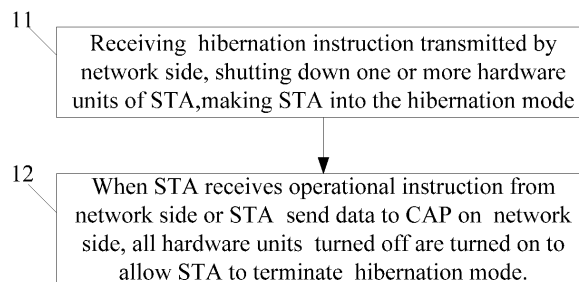 11
Receiving hibernation instruction transmitted by
network side, shutting down one or more hardware
units of STA,making STA into the hibernation mode
12
When STA receives operational instruction from
network side or STA send data to CAP on network
side, all hardware units turned off are turned on to
allow STA to terminate hibernation mode.